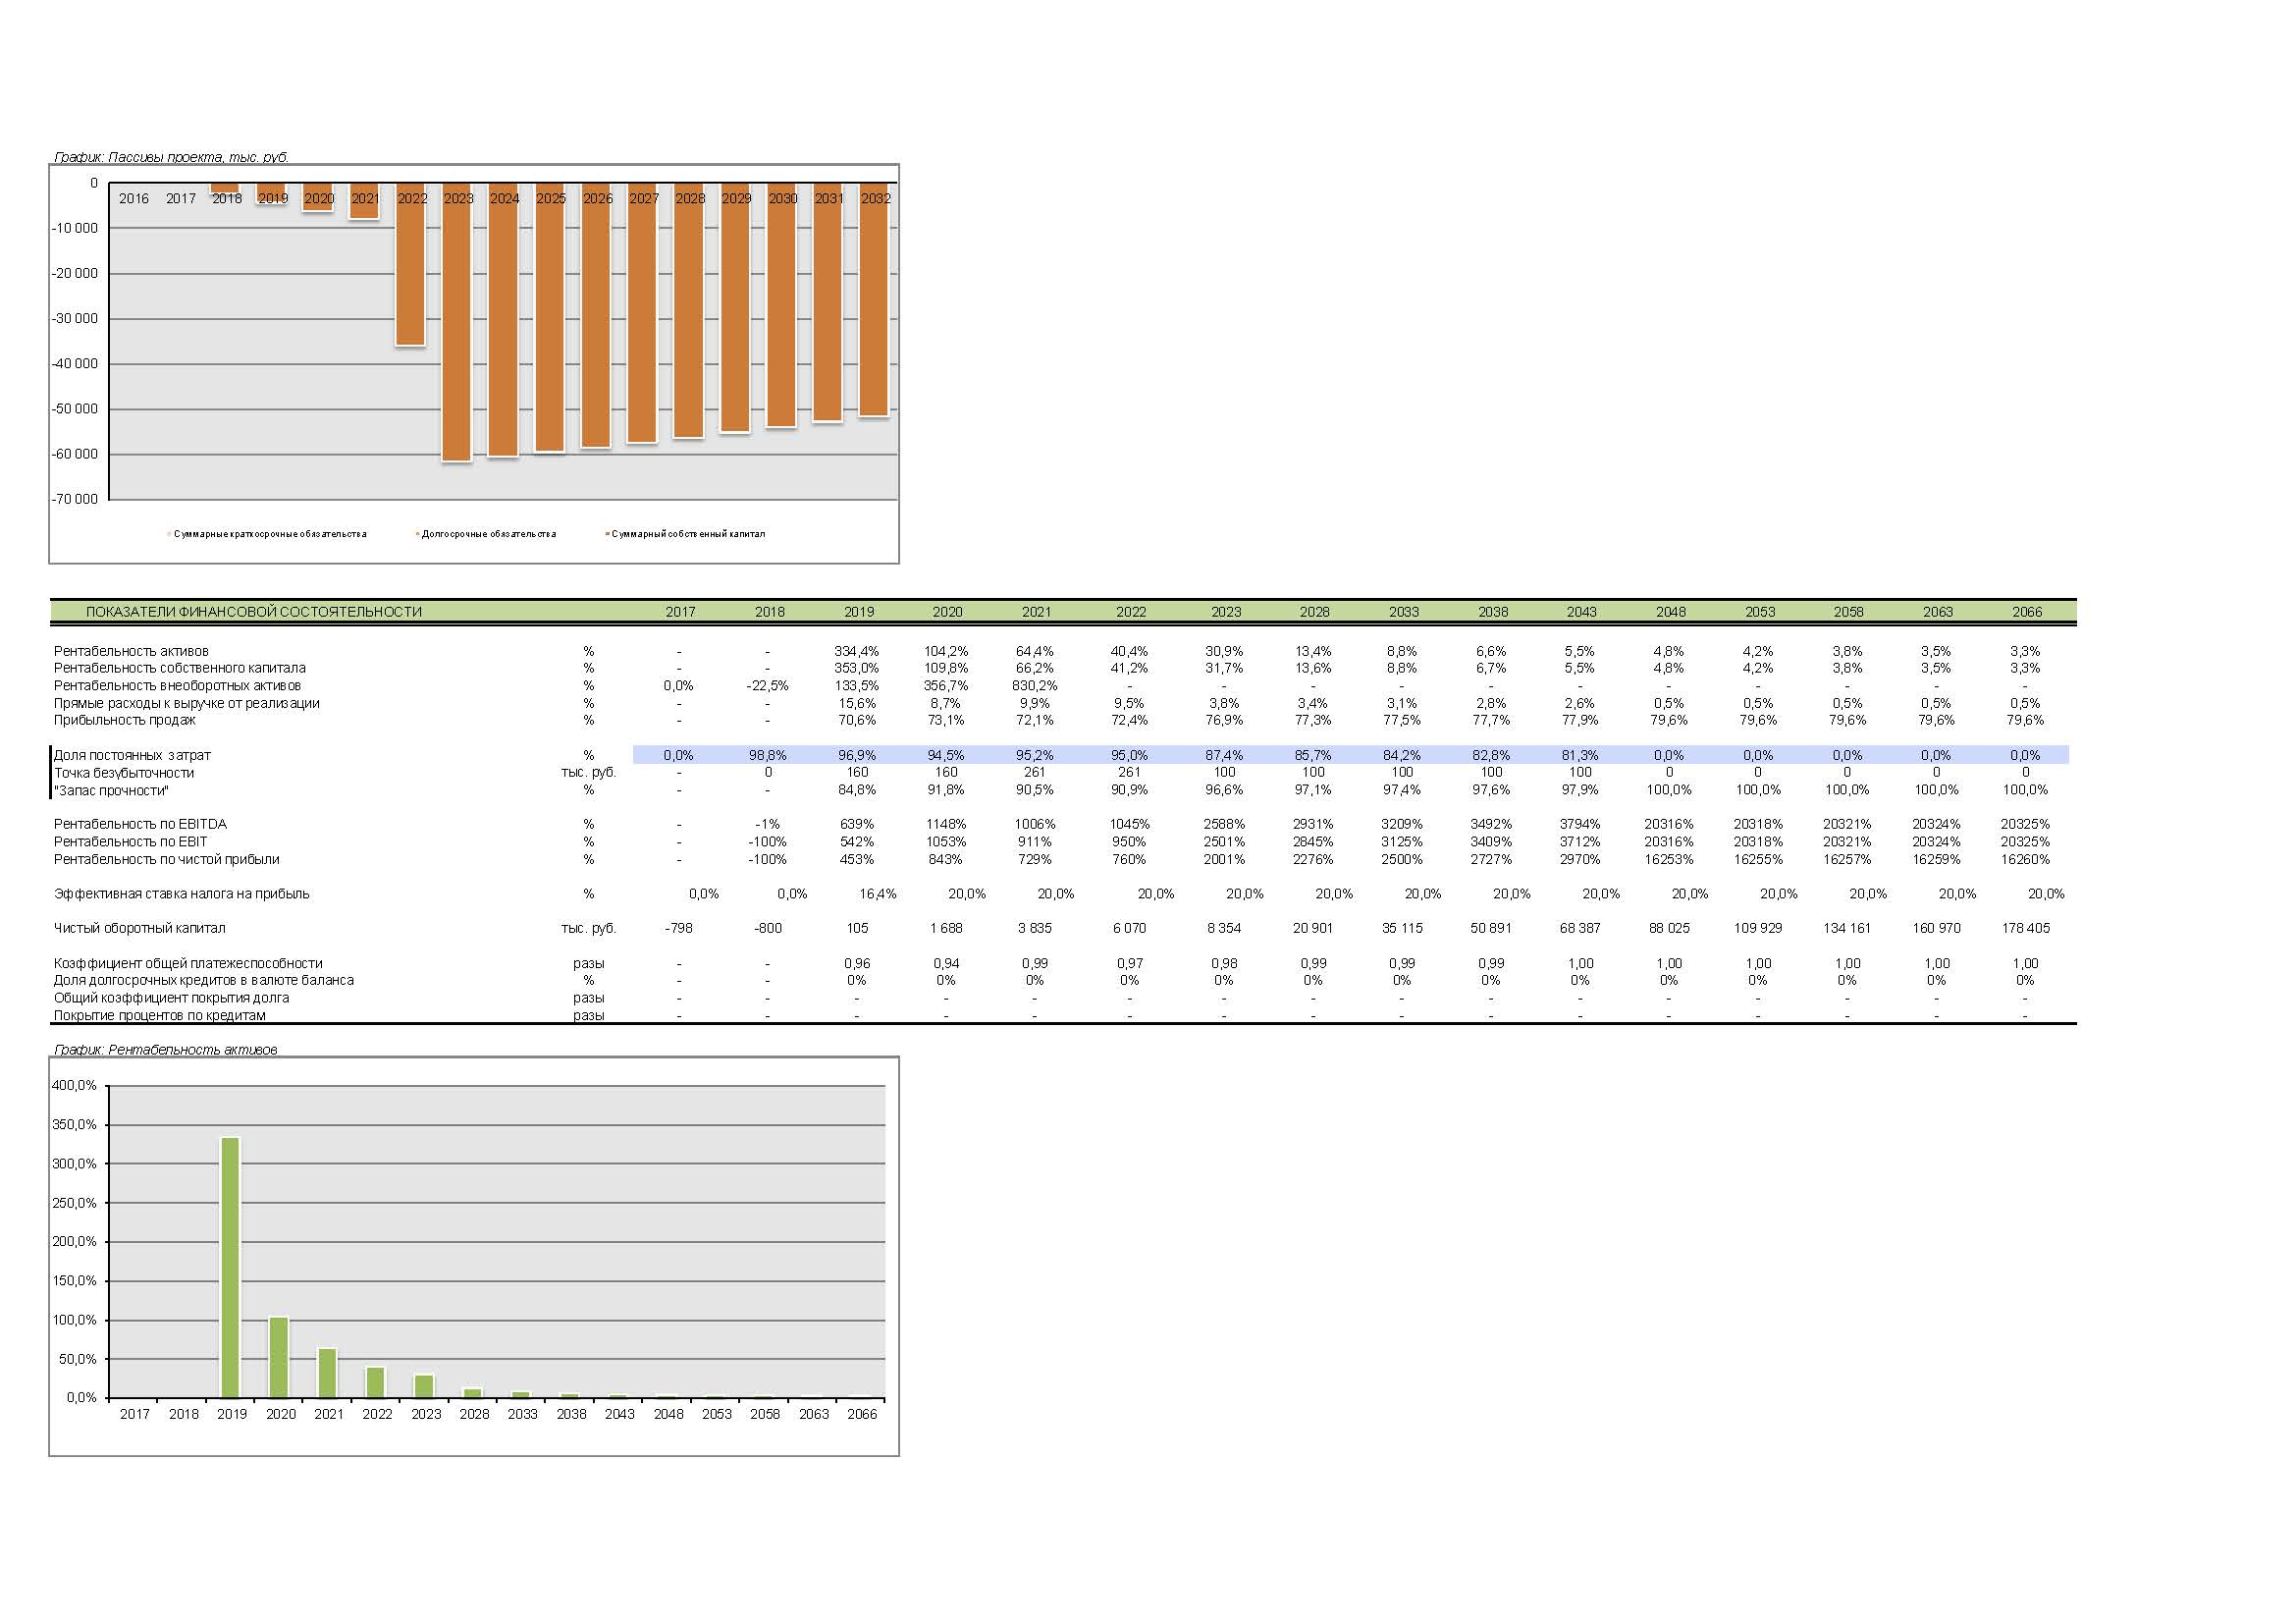 График: Пассивы проекта, тыс. руб.
0
2016 2017 2018 2019 2020 2021 2022 2023 2024 2025 2026 2027 2028 2029 2030 2031 2032
-10 000
-20 000
-30 000
-40 000
-50 000
-60 000
-70 000
Суммарные краткосрочные обязательства Долгосрочные обязательства Суммарный собственный капитал
ПОКАЗАТЕЛИ ФИНАНСОВОЙ СОСТОЯТЕЛЬНОСТИ 2017 2018 2019 2020 2021 2022 2023 2028 2033 2038 2043 2048 2053 2058 2063 2066
Рентабельность активов % - - 334,4% 104,2% 64,4% 40,4% 30,9% 13,4% 8,8% 6,6% 5,5% 4,8% 4,2% 3,8% 3,5% 3,3%
Рентабельность собственного капитала % - - 353,0% 109,8% 66,2% 41,2% 31,7% 13,6% 8,8% 6,7% 5,5% 4,8% 4,2% 3,8% 3,5% 3,3%
Рентабельность внеоборотных активов % 0,0% -22,5% 133,5% 356,7% 830,2% - - - - - - - - - - -
Прямые расходы к выручке от реализации % - - 15,6% 8,7% 9,9% 9,5% 3,8% 3,4% 3,1% 2,8% 2,6% 0,5% 0,5% 0,5% 0,5% 0,5%
Прибыльность продаж % - - 70,6% 73,1% 72,1% 72,4% 76,9% 77,3% 77,5% 77,7% 77,9% 79,6% 79,6% 79,6% 79,6% 79,6%
Доля постоянных затрат % 0,0% 98,8% 96,9% 94,5% 95,2% 95,0% 87,4% 85,7% 84,2% 82,8% 81,3% 0,0% 0,0% 0,0% 0,0% 0,0%
Точка безубыточности тыс. руб. - 0 160 160 261 261 100 100 100 100 100 0 0 0 0 0
"Запас прочности" % - - 84,8% 91,8% 90,5% 90,9% 96,6% 97,1% 97,4% 97,6% 97,9% 100,0% 100,0% 100,0% 100,0% 100,0%
Рентабельность по EBITDA % - -1% 639% 1148% 1006% 1045% 2588% 2931% 3209% 3492% 3794% 20316% 20318% 20321% 20324% 20325%
Рентабельность по EBIT % - -100% 542% 1053% 911% 950% 2501% 2845% 3125% 3409% 3712% 20316% 20318% 20321% 20324% 20325%
Рентабельность по чистой прибыли % - -100% 453% 843% 729% 760% 2001% 2276% 2500% 2727% 2970% 16253% 16255% 16257% 16259% 16260%
Эффективная ставка налога на прибыль % 0,0% 0,0% 16,4% 20,0% 20,0% 20,0% 20,0% 20,0% 20,0% 20,0% 20,0% 20,0% 20,0% 20,0% 20,0% 20,0%
Чистый оборотный капитал тыс. руб. -798 -800 105 1 688 3 835 6 070 8 354 20 901 35 115 50 891 68 387 88 025 109 929 134 161 160 970 178 405
Коэффициент общей платежеспособности разы - - 0,96 0,94 0,99 0,97 0,98 0,99 0,99 0,99 1,00 1,00 1,00 1,00 1,00 1,00
Доля долгосрочных кредитов в валюте баланса % - - 0% 0% 0% 0% 0% 0% 0% 0% 0% 0% 0% 0% 0% 0%
Общий коэффициент покрытия долга разы - - - - - - - - - - - - - - - -
Покрытие процентов по кредитам разы - - - - - - - - - - - - - - - -
График: Рентабельность активов
400,0%
350,0%
300,0%
250,0%
200,0%
150,0%
100,0%
50,0%
0,0%
2017 2018 2019 2020 2021 2022 2023 2028 2033 2038 2043 2048 2053 2058 2063 2066